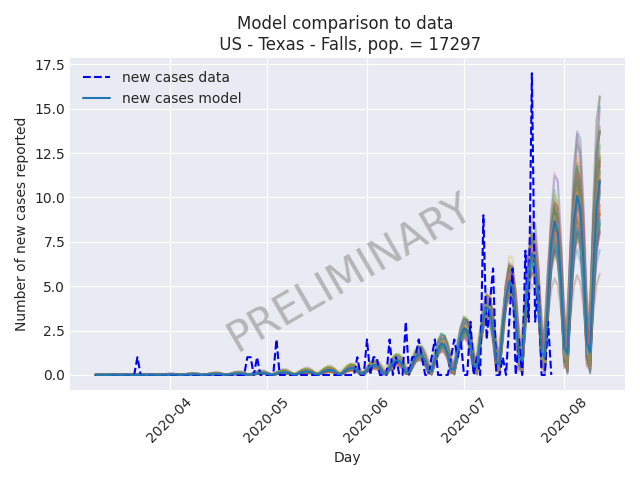 Model comparison to data
US - Texas - Falls, pop. = 17297
new cases data
new cases model
Number of new cases reported
17.5
15.0
12.5
10.0
7.5
5.0
2.5
0.0
PRELIMINARY
2020-04
2020-05
2020-06
2020-07
2020-08
Day